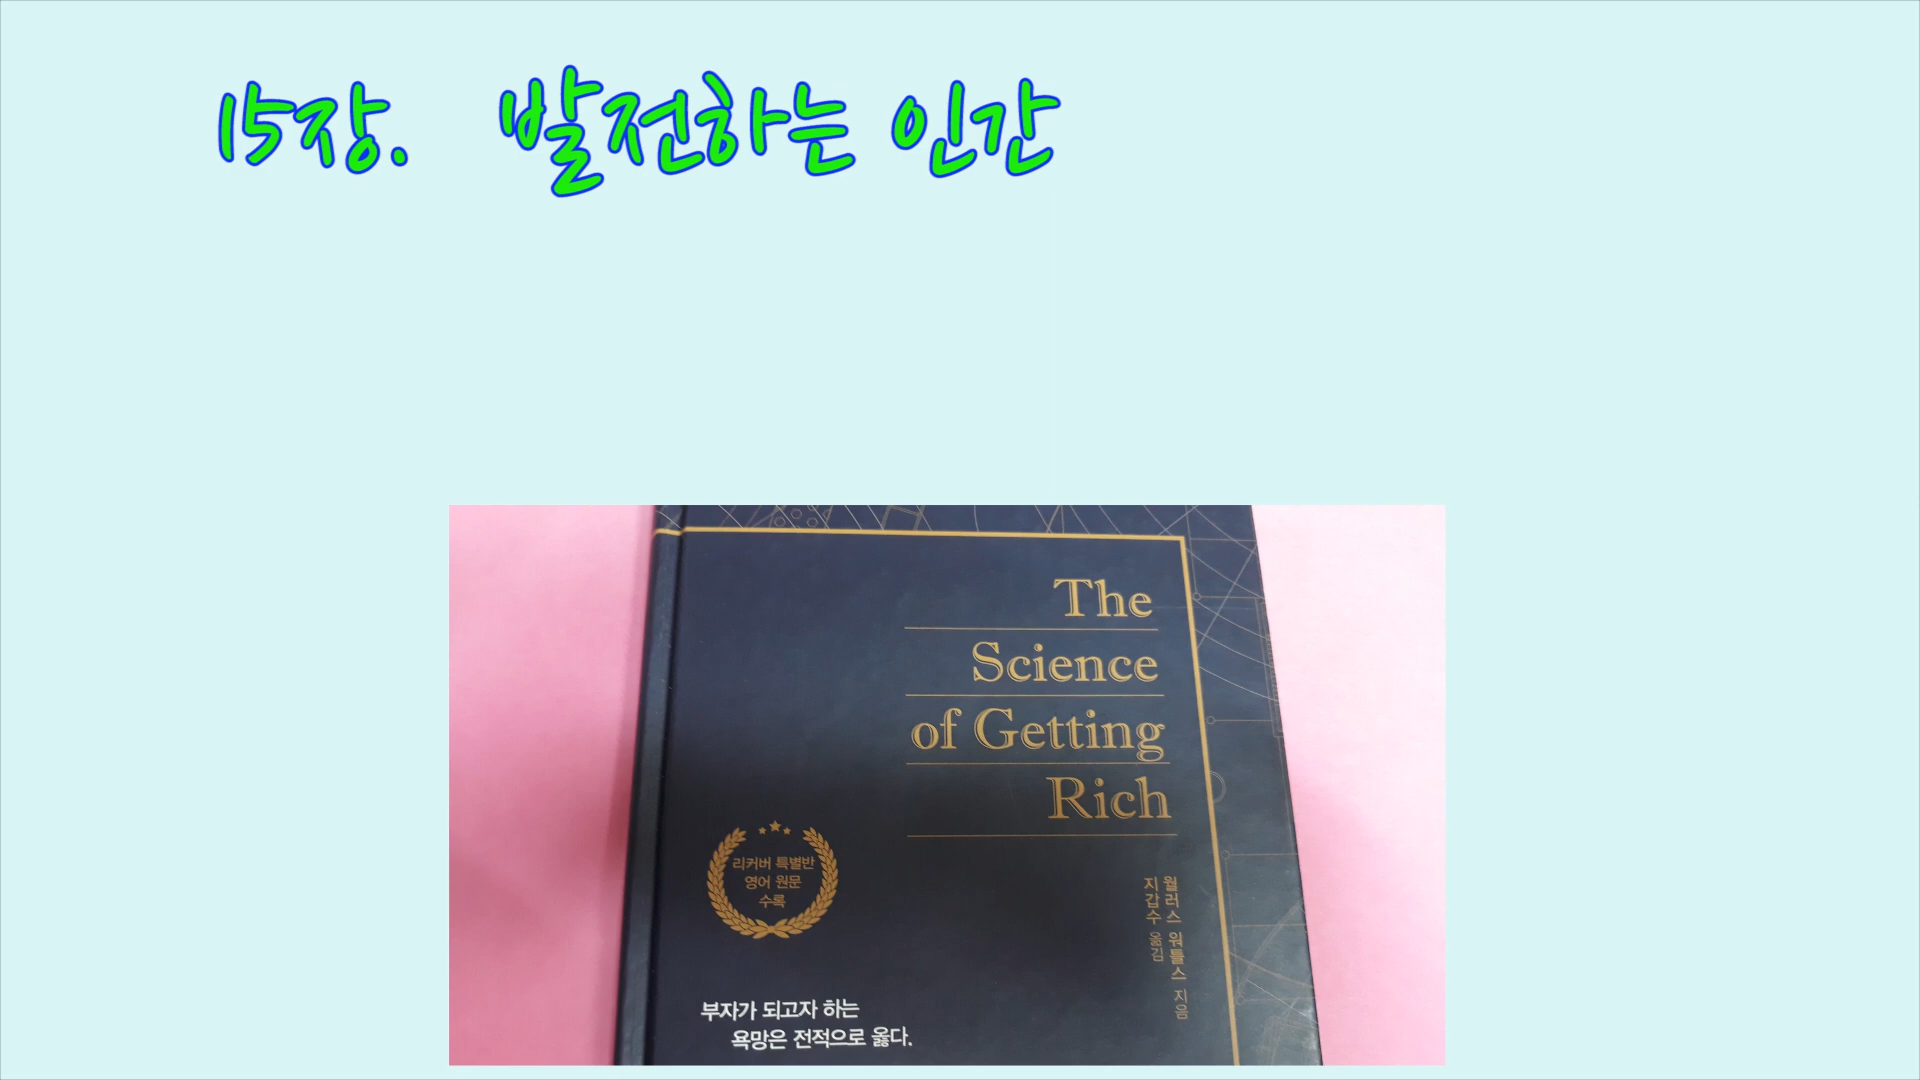 15장. 발전하는 인간
The
Science
of Getting
Rich
리커버 특별반
영어 원문
수록
월러스 워틀스 지음
지갑수 옮김
부자가 되고자 하는
욕망은 전적으로 옳다.